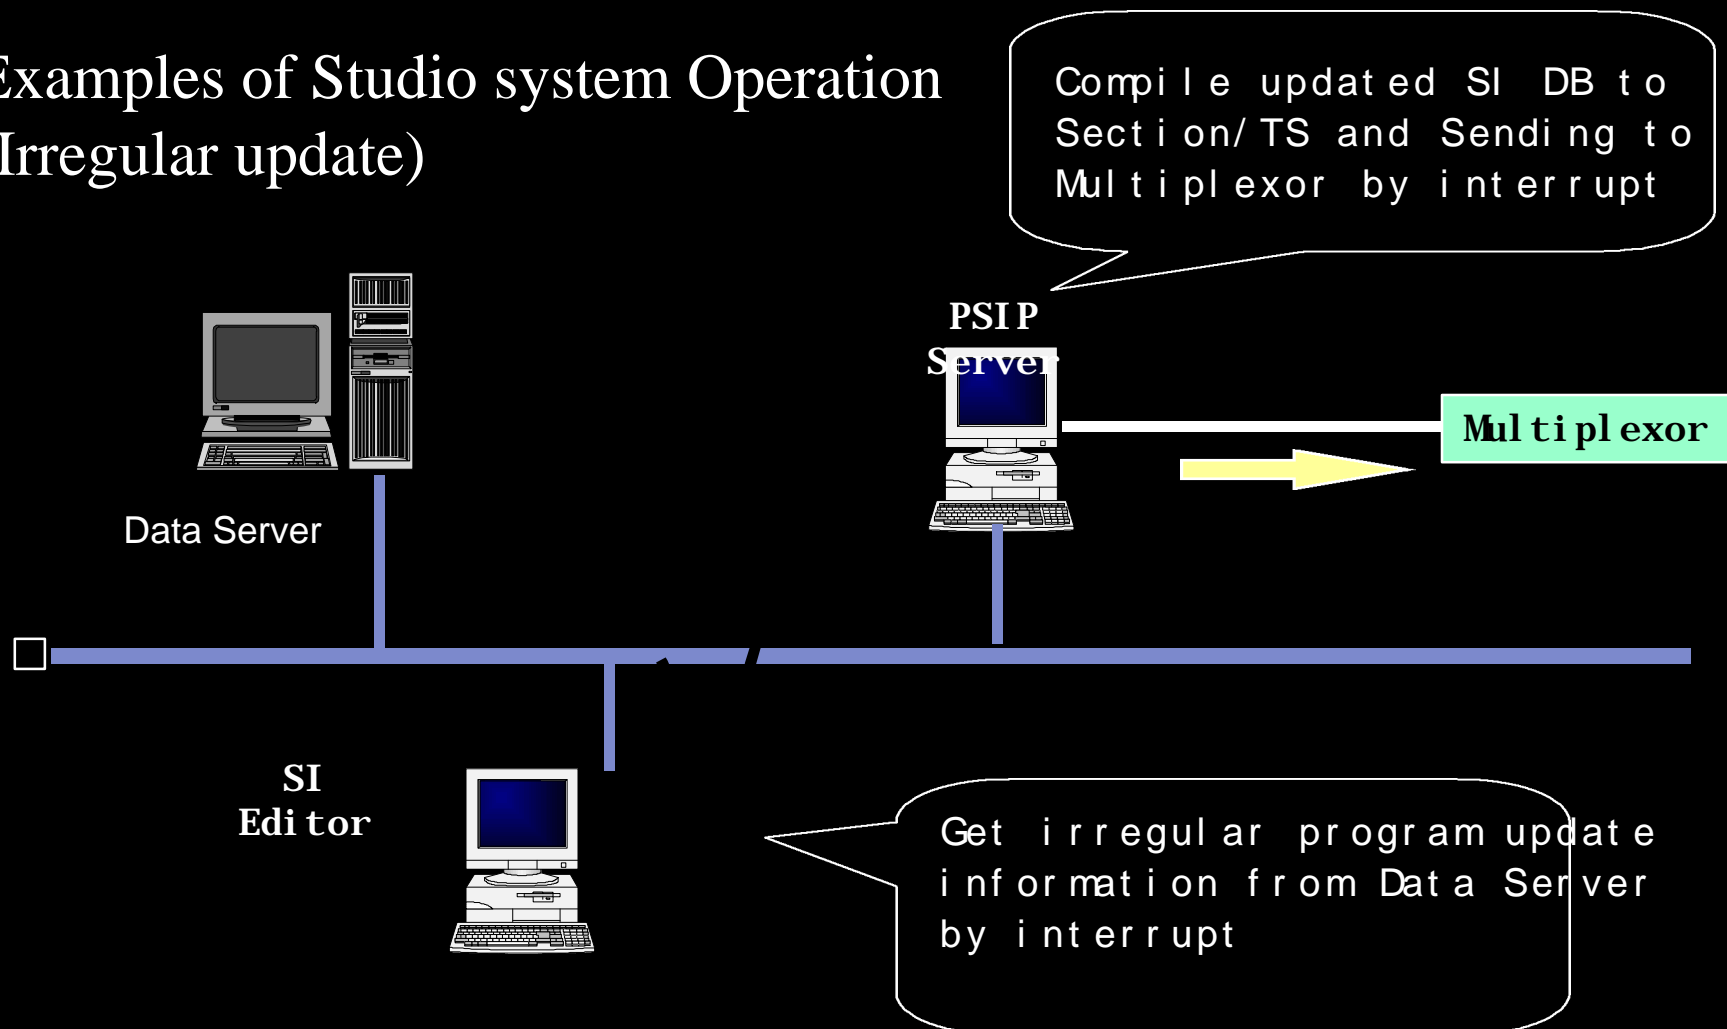 Examples of Studio system Operation
Irregular update)
Compile updated SI DB to
Section/TS and Sending to
Multiplexor by interrupt
PSIP
Server
Multiplexor
Data Server
SI
Editor
Get irregular program update
information from Data Server
by interrupt